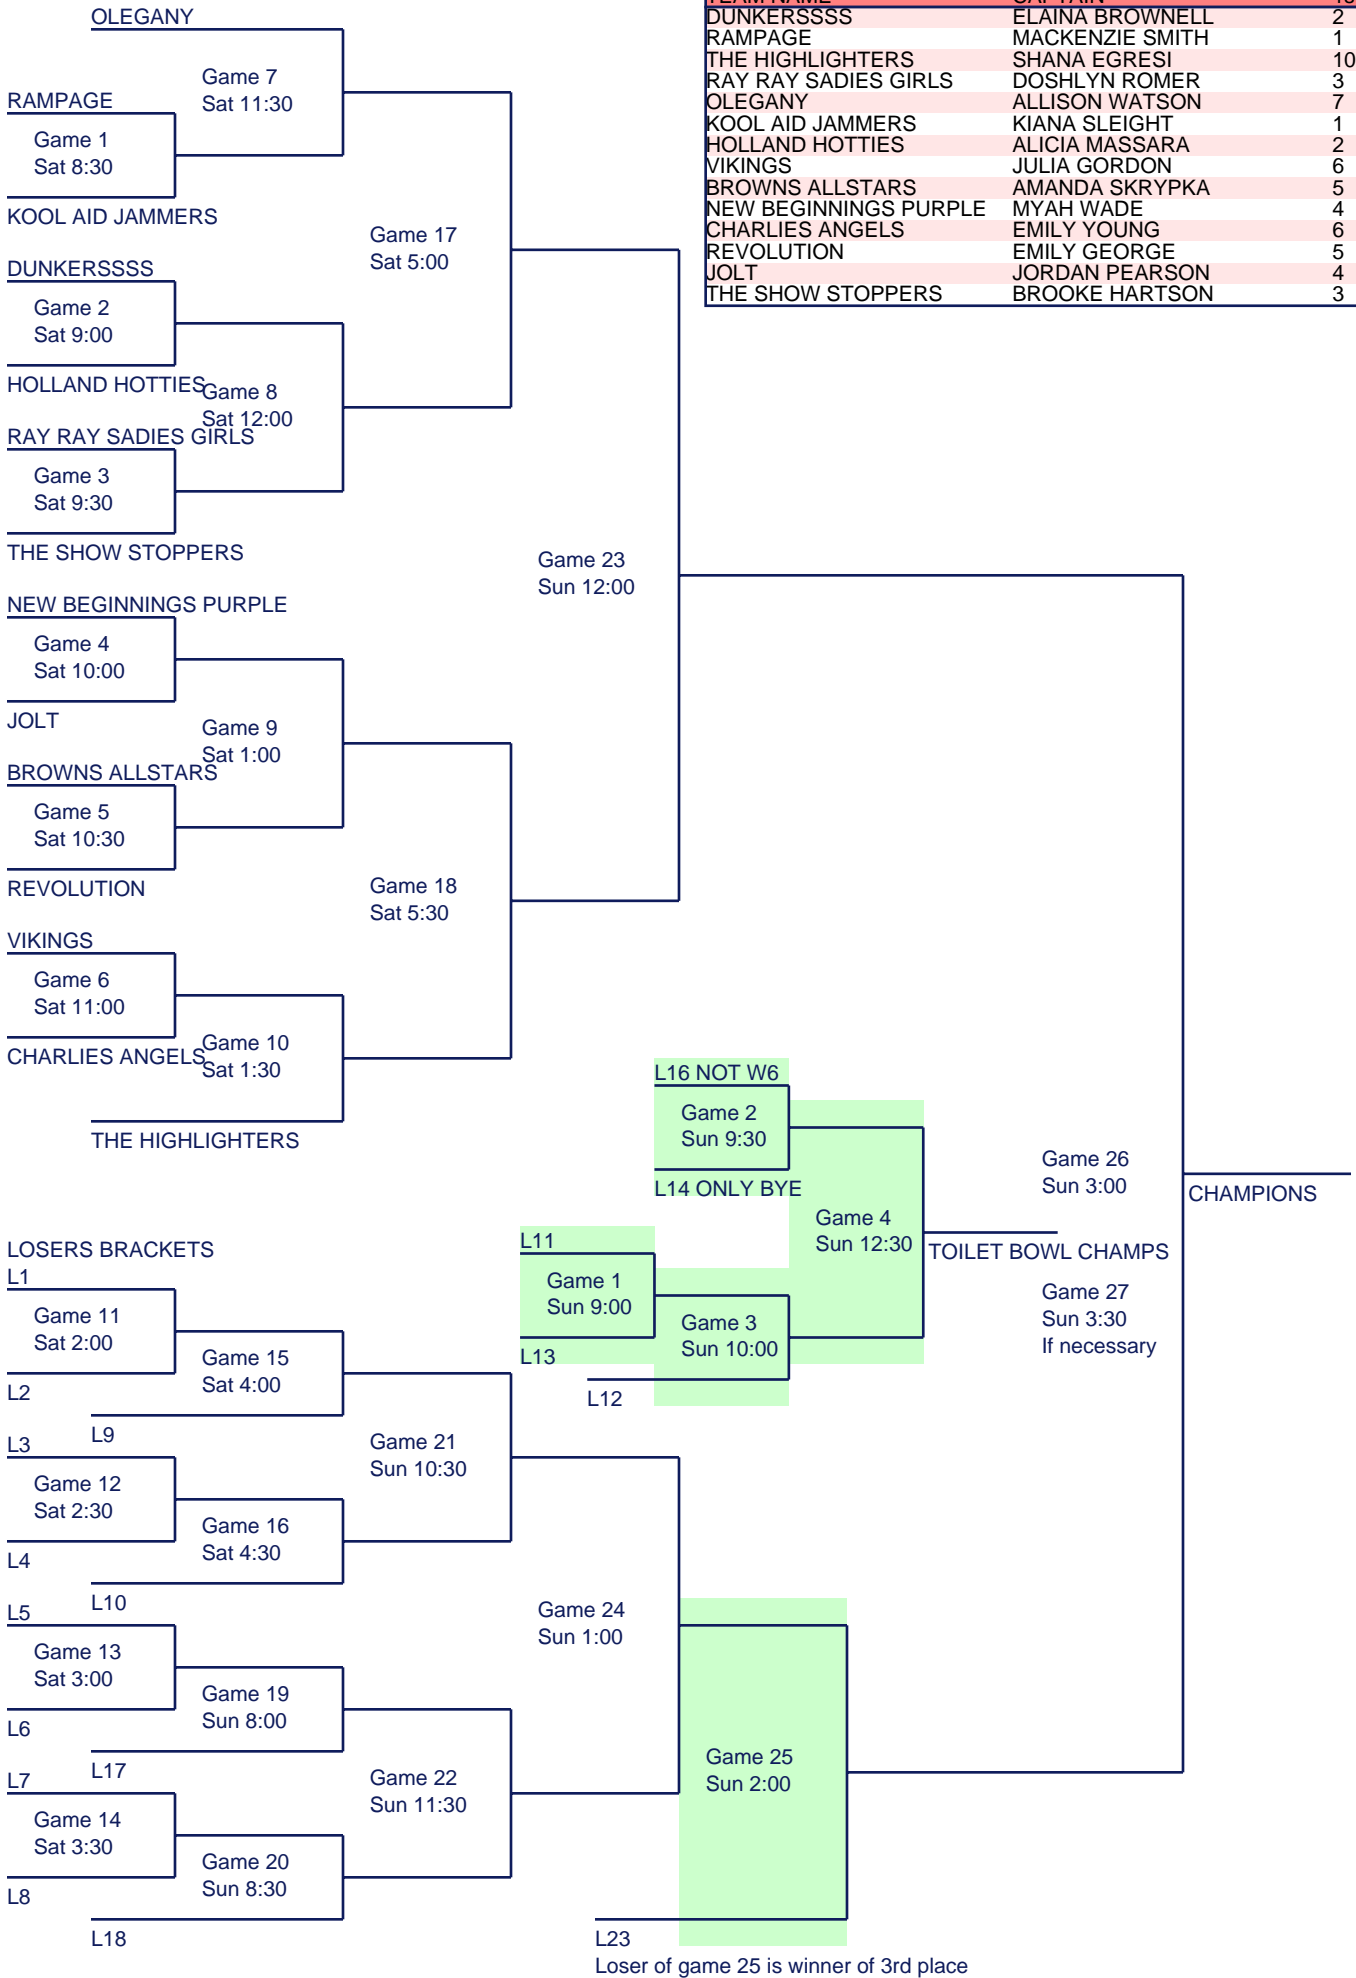 DUNKERSSSS ELAINA BROWNELL 2
RAMPAGE MACKENZIE SMITH 1
THE HIGHLIGHTERS SHANA EGRESI 10
RAY RAY SADIES GIRLS DOSHLYN ROMER 3
OLEGANY ALLISON WATSON 7
KOOL AID JAMMERS KIANA SLEIGHT 1
HOLLAND HOTTIES ALICIA MASSARA 2
VIKINGS JULIA GORDON 6
BROWNS ALLSTARS AMANDA SKRYPKA 5
NEW BEGINNINGS PURPLE MYAH WADE 4
CHARLIES ANGELS EMILY YOUNG 6
REVOLUTION EMILY GEORGE 5
JOLT JORDAN PEARSON 4
THE SHOW STOPPERS BROOKE HARTSON 3
OLEGANY
Game 7
Sat 11:30
RAMPAGE
Game 1
Sat 8:30
KOOL AID JAMMERS
Game 17
Sat 5:00
DUNKERSSSS
Game 2
Sat 9:00
HOLLAND HOTTIES
Game 8
Sat 12:00
RAY RAY SADIES GIRLS
Game 3
Sat 9:30
THE SHOW STOPPERS
Game 23
Sun 12:00
NEW BEGINNINGS PURPLE
Game 4
Sat 10:00
JOLT
Game 9
Sat 1:00
BROWNS ALLSTARS
Game 5
Sat 10:30
REVOLUTION
Game 18
Sat 5:30
VIKINGS
Game 6
Sat 11:00
CHARLIES ANGELS
Game 10
Sat 1:30
THE HIGHLIGHTERS
L16 NOT W6
Game 2
Sun 9:30
L14 ONLY BYE
Game 26
Sun 3:00
CHAMPIONS
Game 4
Sun 12:30
TOILET BOWL CHAMPS
L11
Game 1
Sun 9:00
L13
Game 3
Sun 10:00
L12
Game 27
Sun 3:30
If necessary
LOSERS BRACKETS
L1
Game 11
Sat 2:00
L2
Game 15
Sat 4:00
L9
L3
Game 12
Sat 2:30
L4
Game 21
Sun 10:30
Game 16
Sat 4:30
L10
L5
Game 13
Sat 3:00
L6
Game 24
Sun 1:00
Game 19
Sun 8:00
L17
L7
Game 14
Sat 3:30
L8
Game 22
Sun 11:30
Game 20
Sun 8:30
L18
Game 25
Sun 2:00
L23
Loser of game 25 is winner of 3rd place